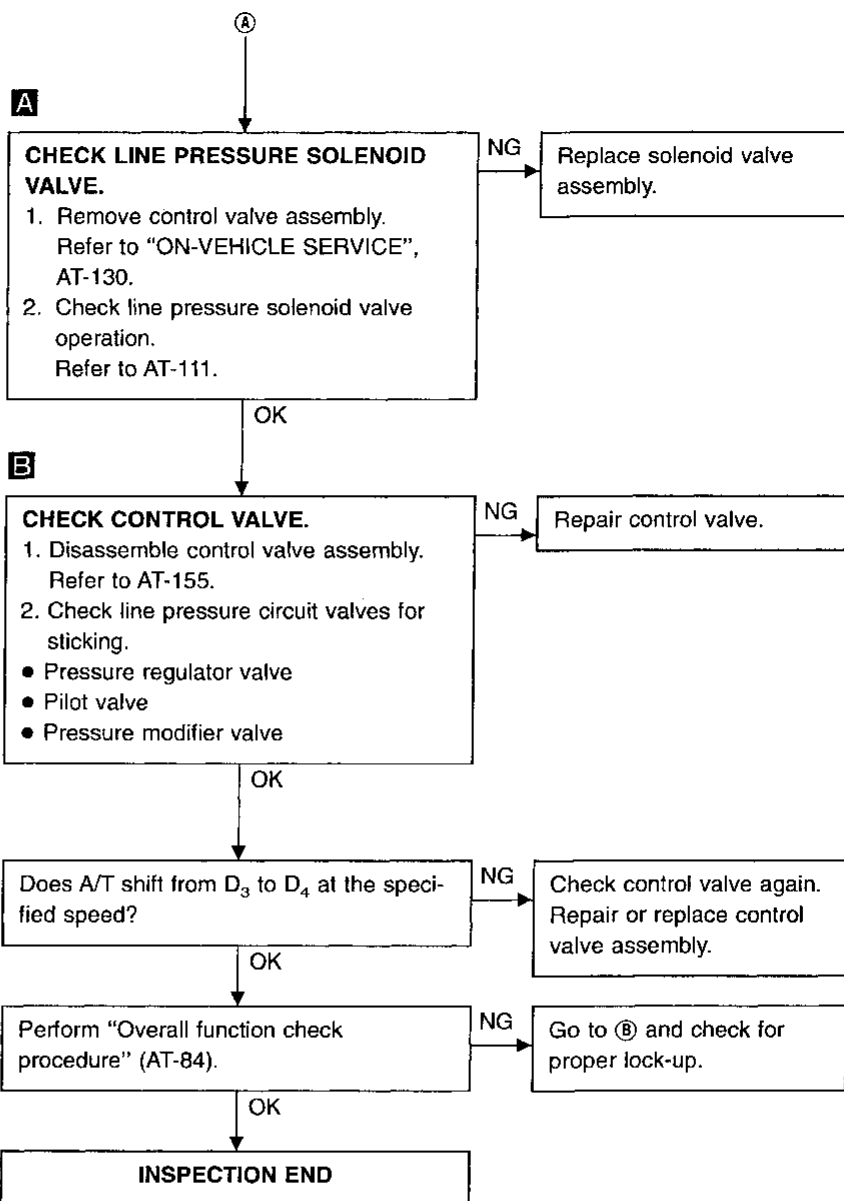 Ⓐ
A
CHECK LINE PRESSURE SOLENOID
VALVE.
1. Remove control valve assembly.
Refer to “ON-VEHICLE SERVICE”,
AT-130.
2. Check line pressure solenoid valve
operation.
Refer to AT-111.
NG
Replace solenoid valve
assembly.
OK
B
CHECK CONTROL VALVE.
1. Disassemble control valve assembly.
Refer to AT-155.
2. Check line pressure circuit valves for
sticking.
● Pressure regulator valve
● Pilot valve
● Pressure modifier valve
NG
Repair control valve.
OK
Does A/T shift from D₃ to D₄ at the speci-
fied speed?
NG
Check control valve again.
Repair or replace control
valve assembly.
OK
Perform “Overall function check
procedure” (AT-84).
NG
Go to Ⓑ and check for
proper lock-up.
OK
INSPECTION END